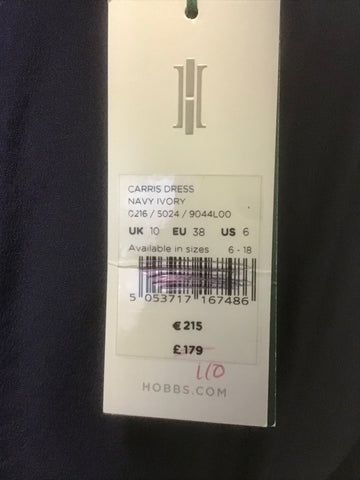 CARRIS DRESS
NAVY IVORY
0216 / 5024 / 9044L00
UK 10 EU 38 US 6
Available in sizes 6 - 18
5 053717 167486
€215
£179
110
HOBBS.COM